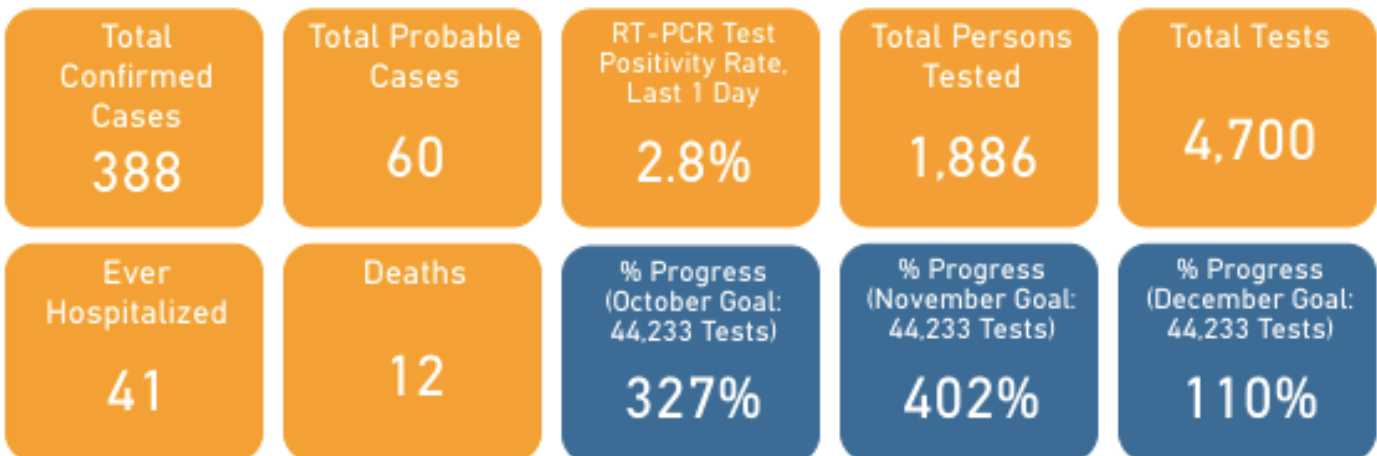 Total
Confirmed
Cases
388
Total Probable
Cases
60
RT-PCR Test
Positivity Rate,
Last 1 Day
2.8%
Total Persons
Tested
1,886
Total Tests
4,700
Ever
Hospitalized
41
Deaths
12
% Progress
(October Goal:
44,233 Tests)
327%
% Progress
(November Goal:
44,233 Tests)
402%
% Progress
(December Goal:
44,233 Tests)
110%